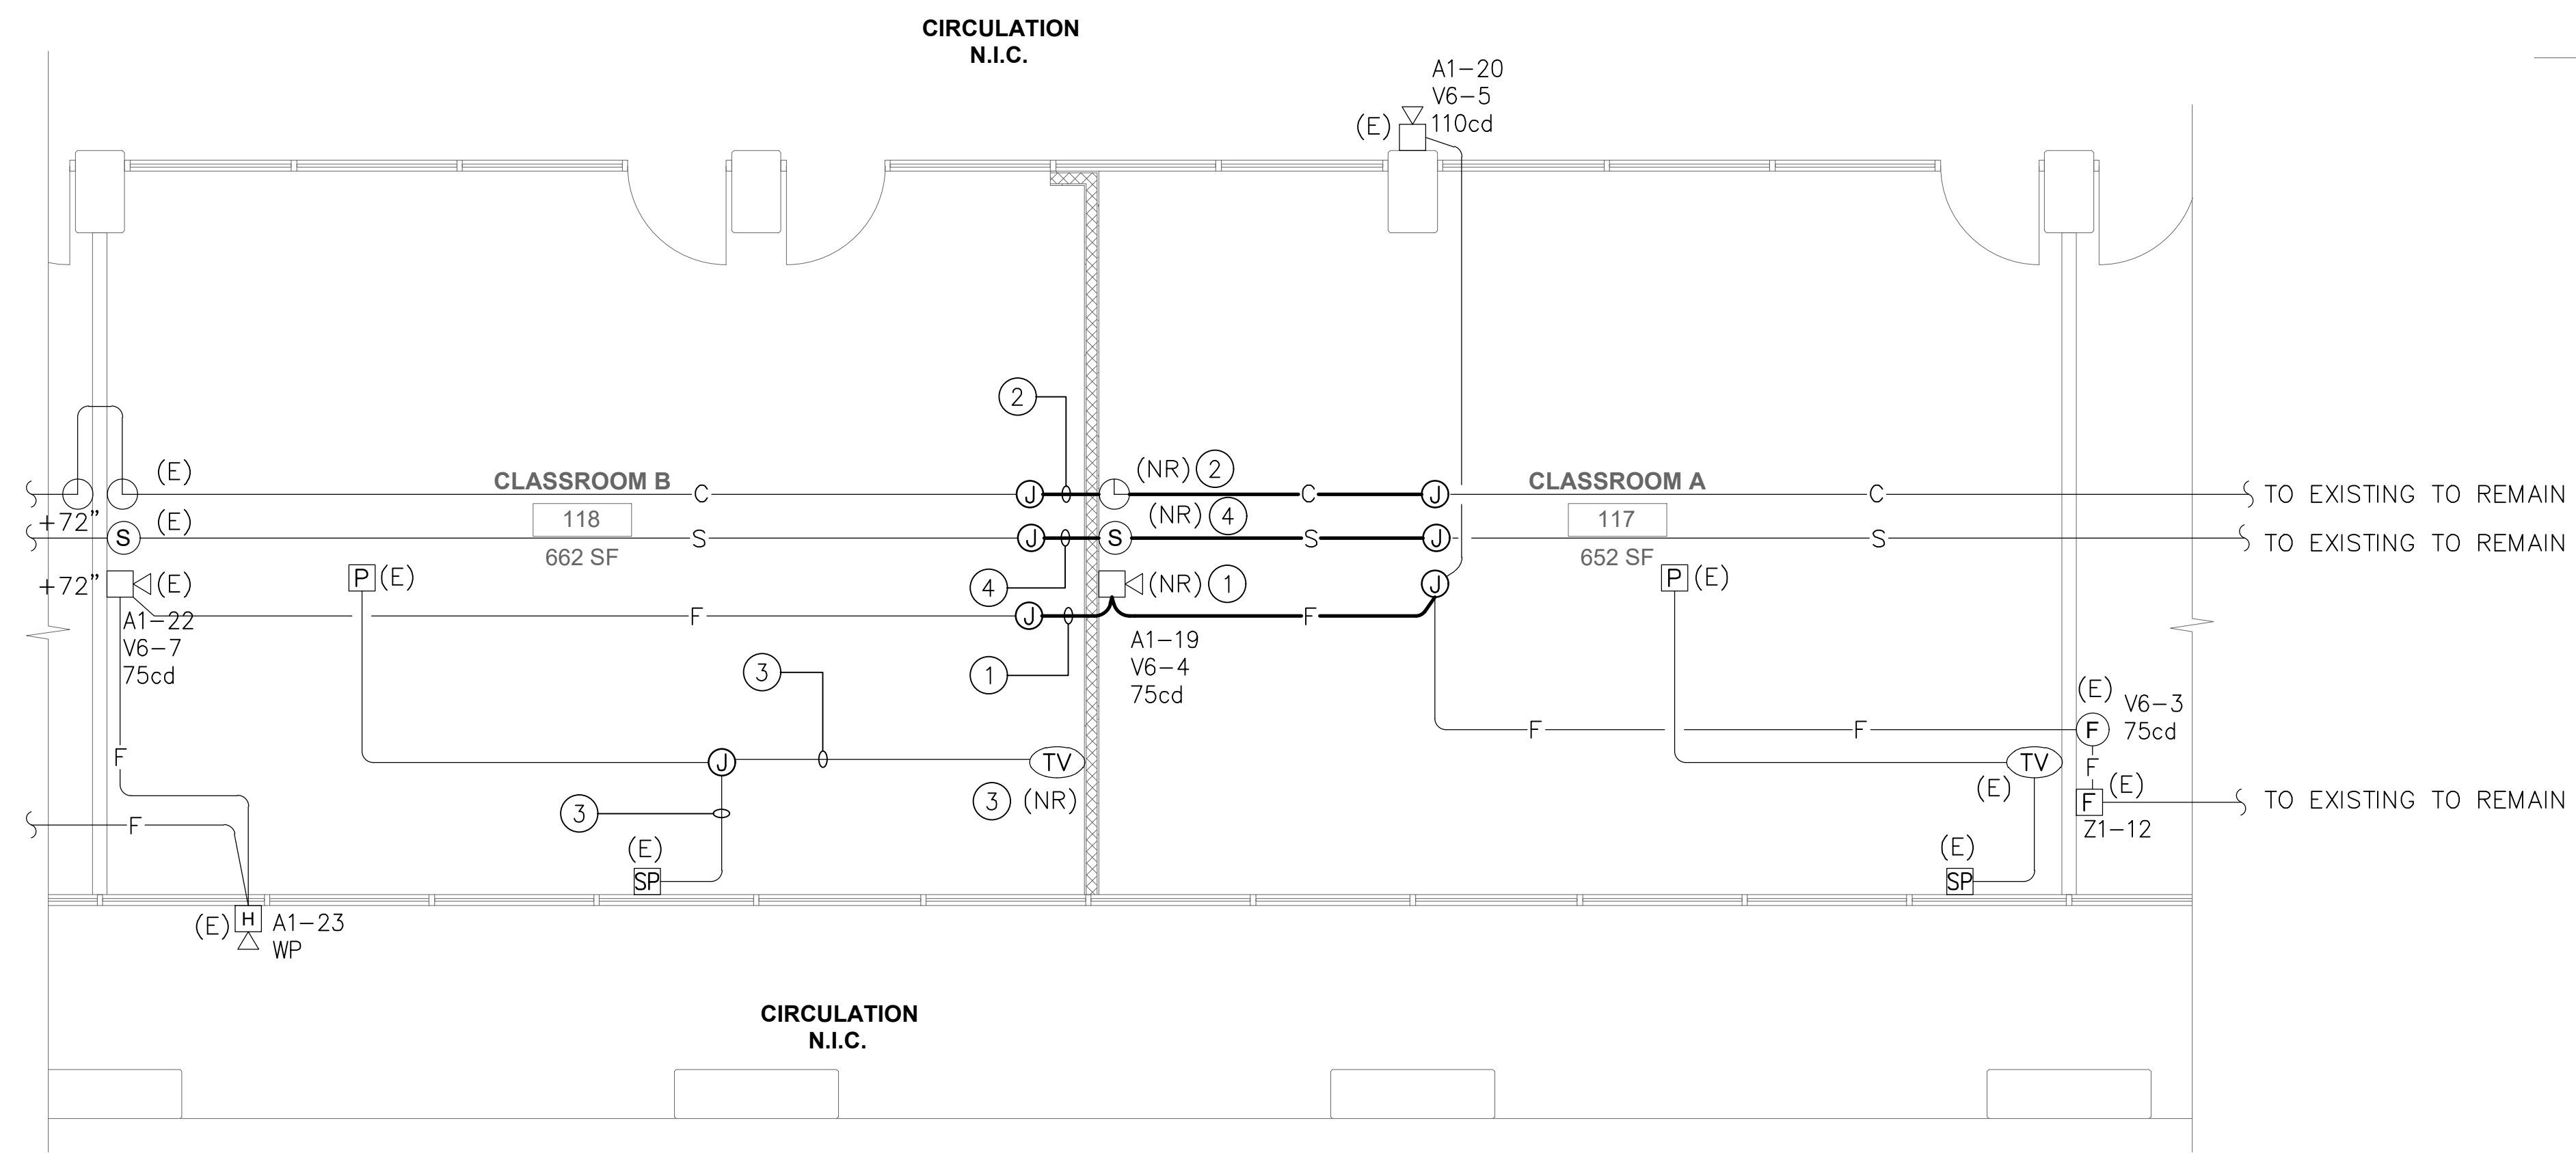 CIRCULATION
N.I.C.
A1-20
V6-5
(E) 110cd
2
(E)
CLASSROOM B
C
J
(NR) 2
C
J
CLASSROOM A
C
TO EXISTING TO REMAIN
+72"
(E)
118
(NR) 4
117
S
S
J
S
S
J
S
TO EXISTING TO REMAIN
662 SF
652 SF
+72"
(E)
P (E)
4
(NR) 1
J
P (E)
A1-22
V6-7
75cd
F
J
F
A1-19
V6-4
75cd
1
3
(E)
V6-3
75cd
F
F
F
F
J
TV
TV
F
3 (NR)
(E)
(E)
F
TO EXISTING TO REMAIN
Z1-12
3
F
(E)
SP
(E)
SP
(E) H A1-23
WP
CIRCULATION
N.I.C.